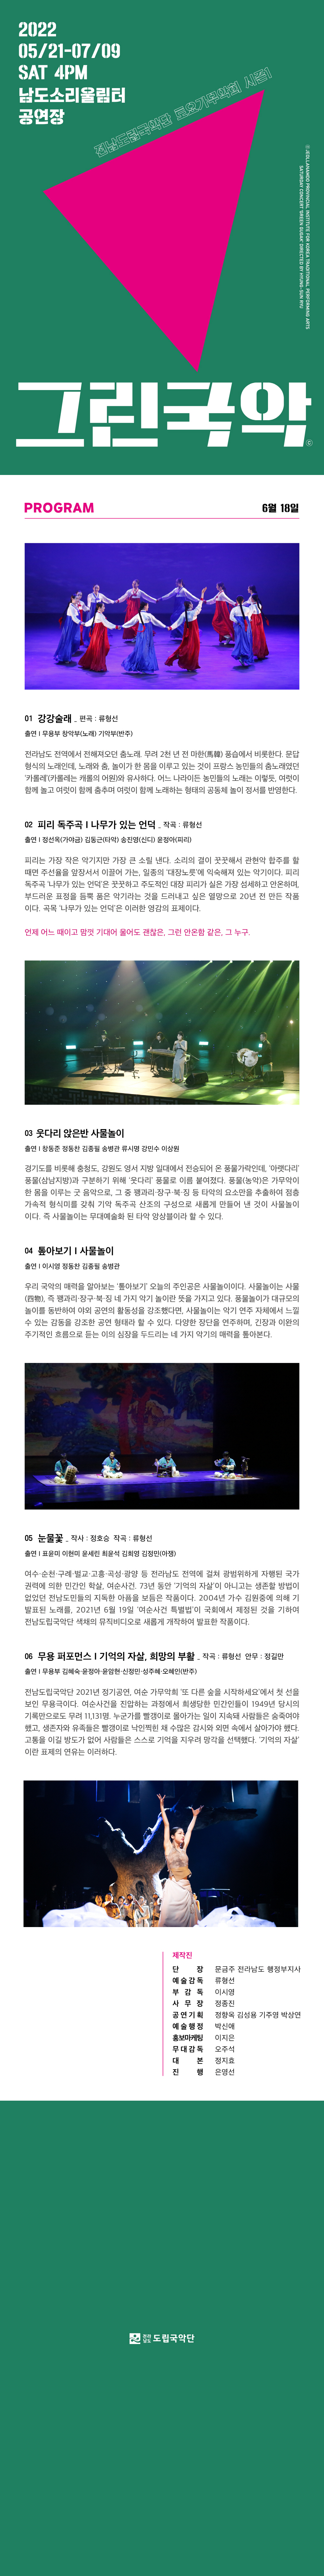 2022
05/21-07/09
SAT 4PM
남도소리울림터
공연장
전남도립국악단 토요가무악희 시즌1
ⓒJEOLLANAMDO PROVINCIAL INSTITUTE FOR KOREA TRADITIONAL PERFORMING ARTS
SATURDAY CONCERT 'GREEN GUGAK' DIRECTED BY HYUNG-SUN RYU
그린국악
ⓒ
PROGRAM
6월 18일
01 강강술래 _ 편곡 : 류형선
출연 I 무용부 창악부(노래) 기악부(반주)
전라남도 전역에서 전해져오던 춤노래. 무려 2천 년 전 마한(馬韓) 풍습에서 비롯한다. 문답
형식의 노래인데, 노래와 춤, 놀이가 한 몸을 이루고 있는 것이 프랑스 농민들의 춤노래였던
'카롤레'(카롤레는 캐롤의 어원)와 유사하다. 어느 나라이든 농민들의 노래는 이렇듯, 여럿이
함께 놀고 여럿이 함께 춤추며 여럿이 함께 노래하는 형태의 공동체 놀이 정서를 반영한다.
02 피리 독주곡 I 나무가 있는 언덕 _ 작곡 : 류형선
출연 I 정선옥(가야금) 김동근(타악) 송진영(신디) 윤정아(피리)
피리는 가장 작은 악기지만 가장 큰 소릴 낸다. 소리의 결이 꿋꿋해서 관현악 합주를 할
때면 주선율을 앞장서서 이끌어 가는, 일종의 '대장노릇'에 익숙해져 있는 악기이다. 피리
독주곡 '나무가 있는 언덕'은 꿋꿋하고 주도적인 대장 피리가 실은 가장 섬세하고 안온하며,
부드러운 표정을 듬뿍 품은 악기라는 것을 드러내고 싶은 열망으로 20년 전 만든 작품
이다. 곡목 '나무가 있는 언덕'은 이러한 영감의 표제이다.
언제 어느 때이고 맘껏 기대어 울어도 괜찮은, 그런 안온함 같은, 그 누구.
03 웃다리 앉은반 사물놀이
출연 I 장동준 정동찬 김종필 송병관 류시영 강민수 이상원
경기도를 비롯해 충청도, 강원도 영서 지방 일대에서 전승되어 온 풍물가락인데, '아랫다리'
풍물(삼남지방)과 구분하기 위해 '웃다리' 풍물로 이름 붙여졌다. 풍물(농악)은 가무악이
한 몸을 이루는 굿 음악으로, 그 중 꽹과리·장구·북·징 등 타악의 요소만을 추출하여 점층
가속적 형식미를 갖춰 기악 독주곡 산조의 구성으로 새롭게 만들어 낸 것이 사물놀이
이다. 즉 사물놀이는 무대예술화 된 타악 앙상블이라 할 수 있다.
04 톺아보기 I 사물놀이
출연 I 이시영 정동찬 김종필 송병관
우리 국악의 매력을 알아보는 '톺아보기' 오늘의 주인공은 사물놀이이다. 사물놀이는 사물
(四物), 즉 꽹과리·장구·북·징 네 가지 악기 놀이란 뜻을 가지고 있다. 풍물놀이가 대규모의
놀이를 동반하여 야외 공연의 활동성을 강조했다면, 사물놀이는 악기 연주 자체에서 느낄
수 있는 감동을 강조한 공연 형태라 할 수 있다. 다양한 장단을 연주하며, 긴장과 이완의
주기적인 흐름으로 듣는 이의 심장을 두드리는 네 가지 악기의 매력을 톺아본다.
05 눈물꽃 _ 작사 : 정호승 작곡 : 류형선
출연 I 표윤미 이현미 윤세린 최윤석 김희영 김정민(아쟁)
여수·순천·구례·벌교·고흥·곡성·광양 등 전라남도 전역에 걸쳐 광범위하게 자행된 국가
권력에 의한 민간인 학살, 여순사건. 73년 동안 '기억의 자살'이 아니고는 생존할 방법이
없었던 전남도민들의 지독한 아픔을 보듬은 작품이다. 2004년 가수 김원중에 의해 기
발표된 노래를, 2021년 6월 19일 '여순사건 특별법'이 국회에서 제정된 것을 기하여
전남도립국악단 색채의 뮤직비디오로 새롭게 개작하여 발표한 작품이다.
06 무용 퍼포먼스 I 기억의 자살, 희망의 부활 _ 작곡 : 류형선 안무 : 정길만
출연 I 무용부 김혜숙·윤정아·윤암현·신정민·성주혜·오혜인(반주)
전남도립국악단 2021년 정기공연, 여순 가무악희 '또 다른 숲을 시작하세요'에서 첫 선을
보인 무용극이다. 여순사건을 진압하는 과정에서 희생당한 민간인들이 1949년 당시의
기록만으로도 무려 11,131명. 누군가를 빨갱이로 몰아가는 일이 지속돼 사람들은 숨죽여야
했고, 생존자와 유족들은 빨갱이로 낙인찍힌 채 수많은 감시와 외면 속에서 살아가야 했다.
고통을 이길 방도가 없어 사람들은 스스로 기억을 지우려 망각을 선택했다. '기억의 자살'
이란 표제의 연유는 이러하다.
제작진
단 장 문금주 전라남도 행정부지사
예술감독 류형선
부 감 독 이시영
사 무 장 정종진
공연기획 정향옥 김성용 기주영 박상연
예술행정 박신애
홍보마케팅 이지은
무대감독 오주석
대 본 정지효
진 행 은영선
전라남도 도립국악단